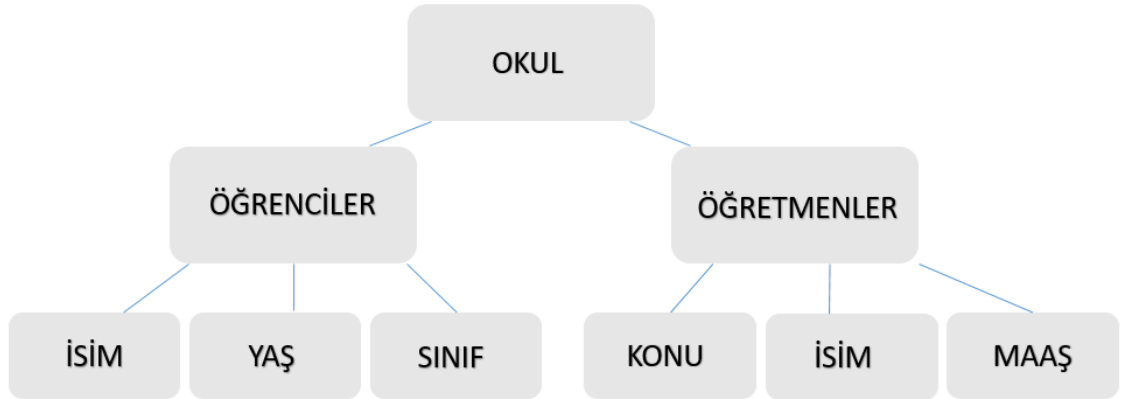 OKUL
ÖĞRENCİLER
ÖĞRETMENLER
İSİM
YAŞ
SINIF
KONU
İSİM
MAAŞ